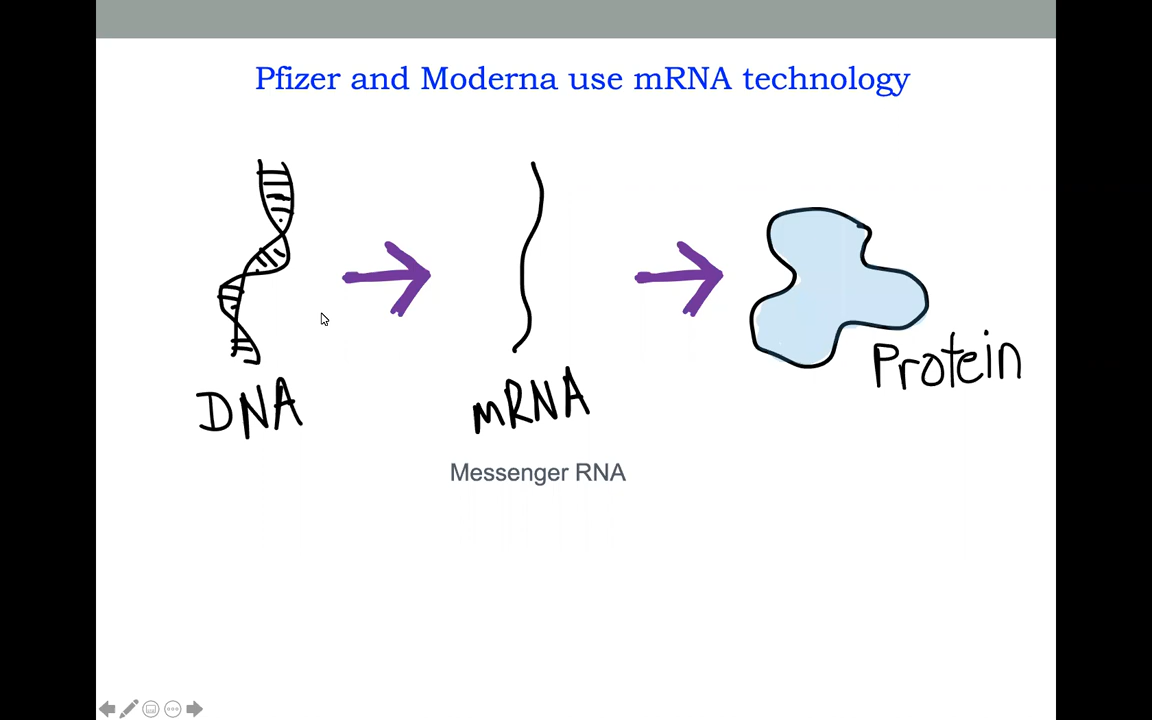 Pfizer and Moderna use mRNA technology
DNA
mRNA
Protein
Messenger RNA